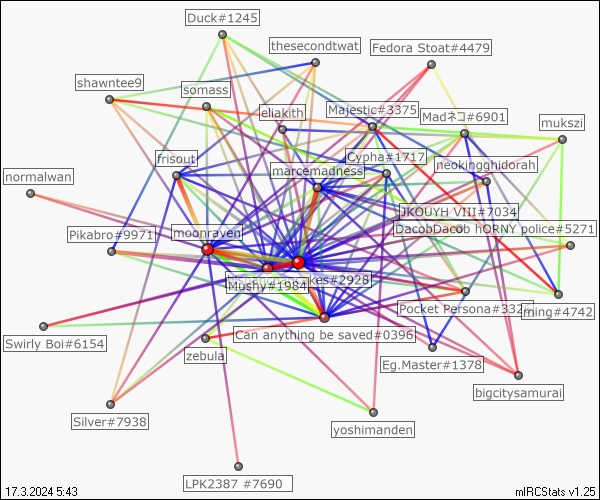 Duck#1245
thesecondtwat
Fedora Stoat#4479
shawntee9
somass
eliakith
Majestic#3375
Madネコ#6901
mukszi
frisout
Cypha#1717
neokingghidorah
marcemadness
normalwan
JKOUYH VIII#7034
Pikabro#9971
moonraven
DacobDacob
hORNY police#5271
Mushy#1984
kes#2928
Pocket Persona#332
ming#4742
Swirly Boi#6154
Can anything be saved#0396
zebula
Eg.Master#1378
bigcitysamurai
Silver#7938
yoshimanden
LPK2387 #7690
17.3.2024 5:43
mIRCStats v1.25